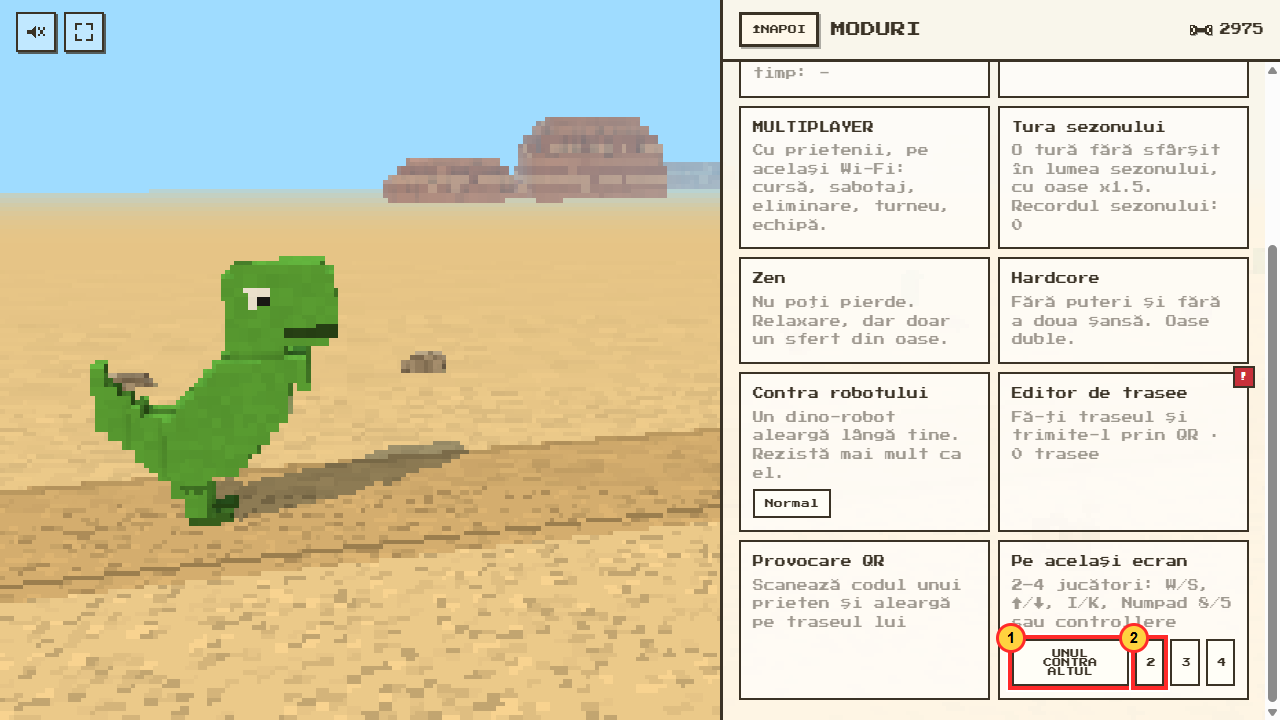 ↥NAPOI
MODURI
2975
timp: -
MULTIPLAYER
Cu prietenii, pe
același Wi-Fi:
cursă, sabotaj,
eliminare, turneu,
echipă.
Tura sezonului
O tură fără sfârșit
în lumea sezonului,
cu oase x1.5.
Recordul sezonului:
0
Zen
Nu poți pierde.
Relaxare, dar doar
un sfert din oase.
Hardcore
Fără puteri și fără
a doua șansă. Oase
duble.
Contra robotului
Un dino-robot
aleargă lângă tine.
Rezistă mai mult ca
el.
Normal
Editor de trasee
!
Fă-ți traseul și
trimite-l prin QR ·
0 trasee
Provocare QR
Scanează codul unui
prieten și aleargă
pe traseul lui
Pe același ecran
2-4 jucători: W/S,
↑/↓, I/K, Numpad 8/5
sau controllere
1
2
UNUL
CONTRA
ALTUL
2
3
4